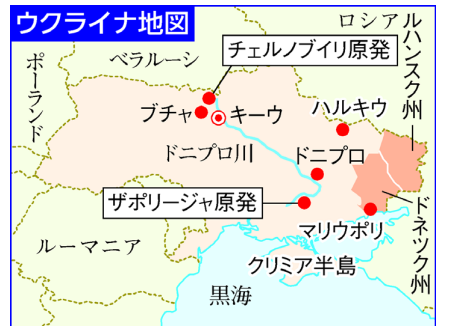 ウクライナ地図
ロシア
ルハンスク州
チェルノブイリ原発
ベラルーシ
ポーランド
ブチャ
キーウ
ハルキウ
ドニプロ川
ドニプロ
ザポリージャ原発
ドネツク州
マリウポリ
ルーマニア
クリミア半島
黒海